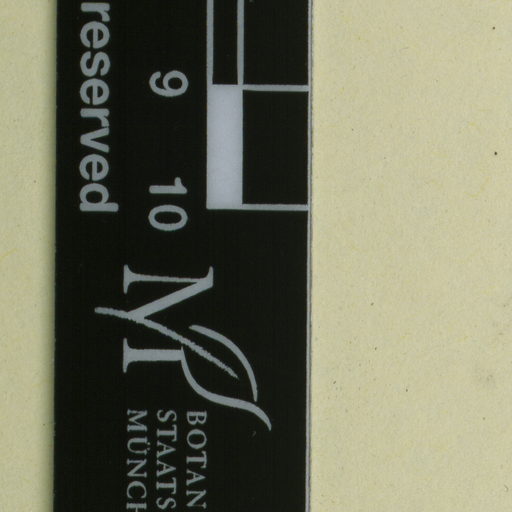 reserved
9 10
M
BOTAN
STAATS
MÜNCH